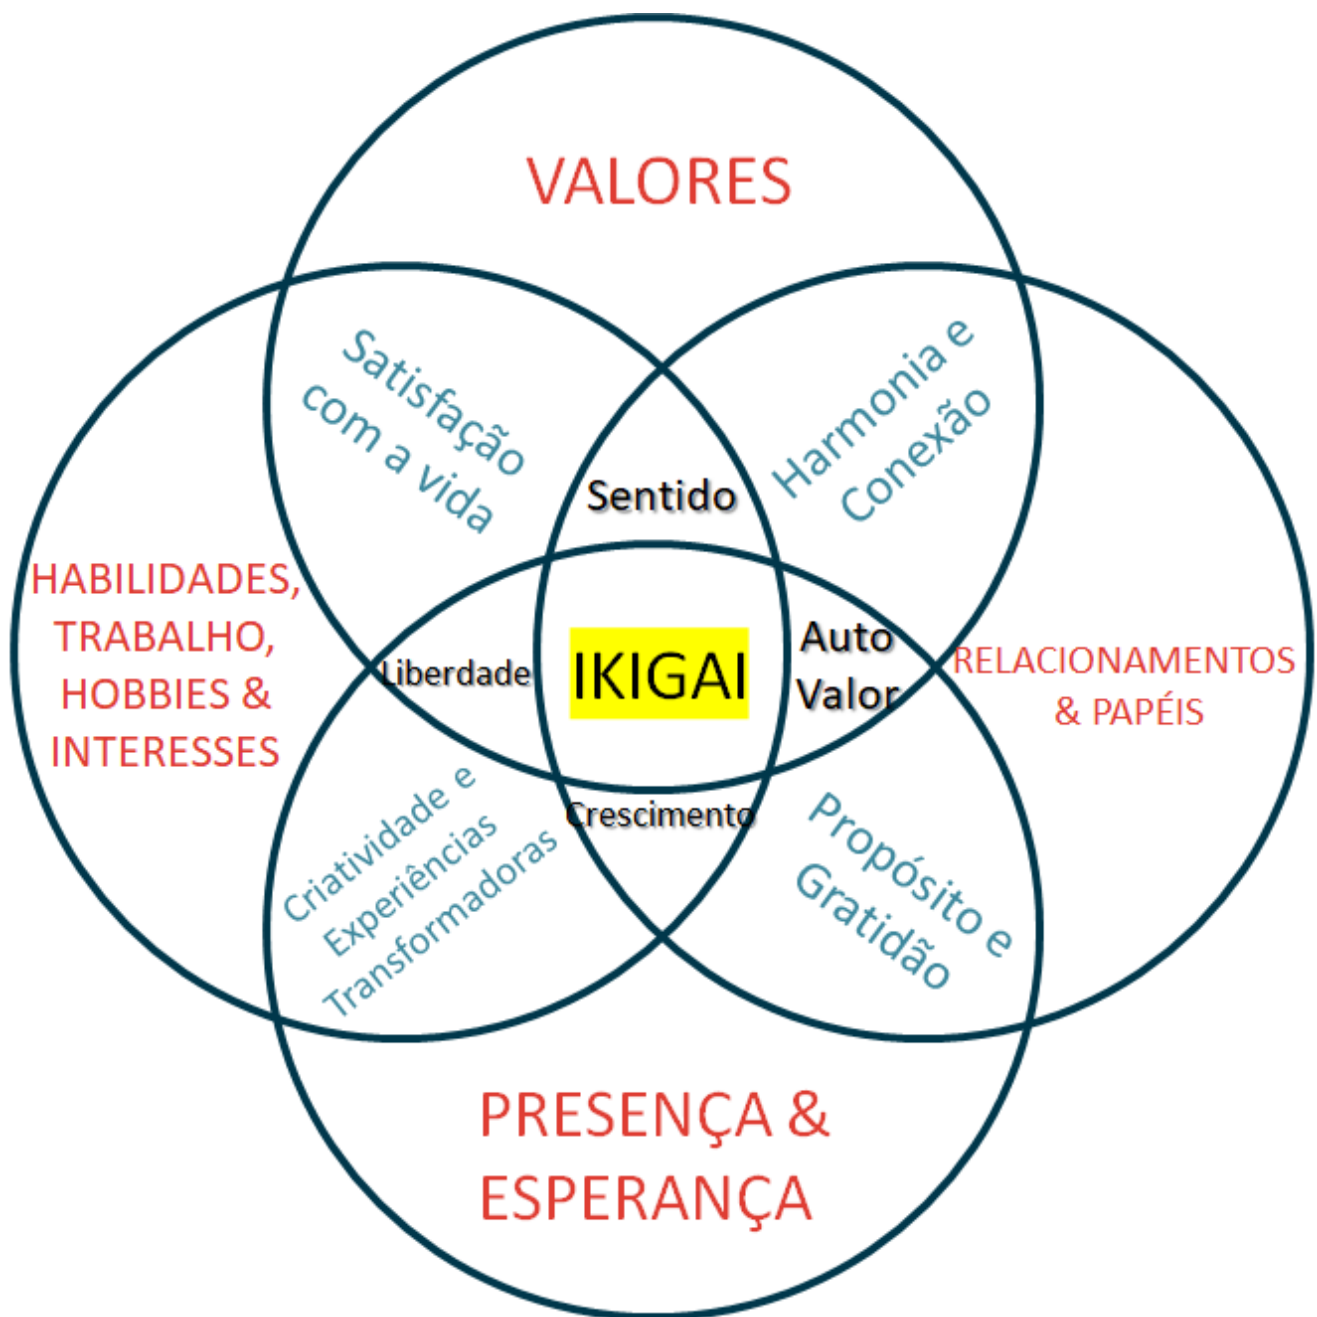 VALORES
Satisfação
com a vida
Harmonia e
Conexão
Sentido
HABILIDADES,
TRABALHO,
HOBBIES &
INTERESSES
Liberdade
IKIGAI
Auto
Valor
RELACIONAMENTOS
& PAPÉIS
Criatividade e
Experiências
Transformadoras
Crescimento
Propósito e
Gratidão
PRESENÇA &
ESPERANÇA